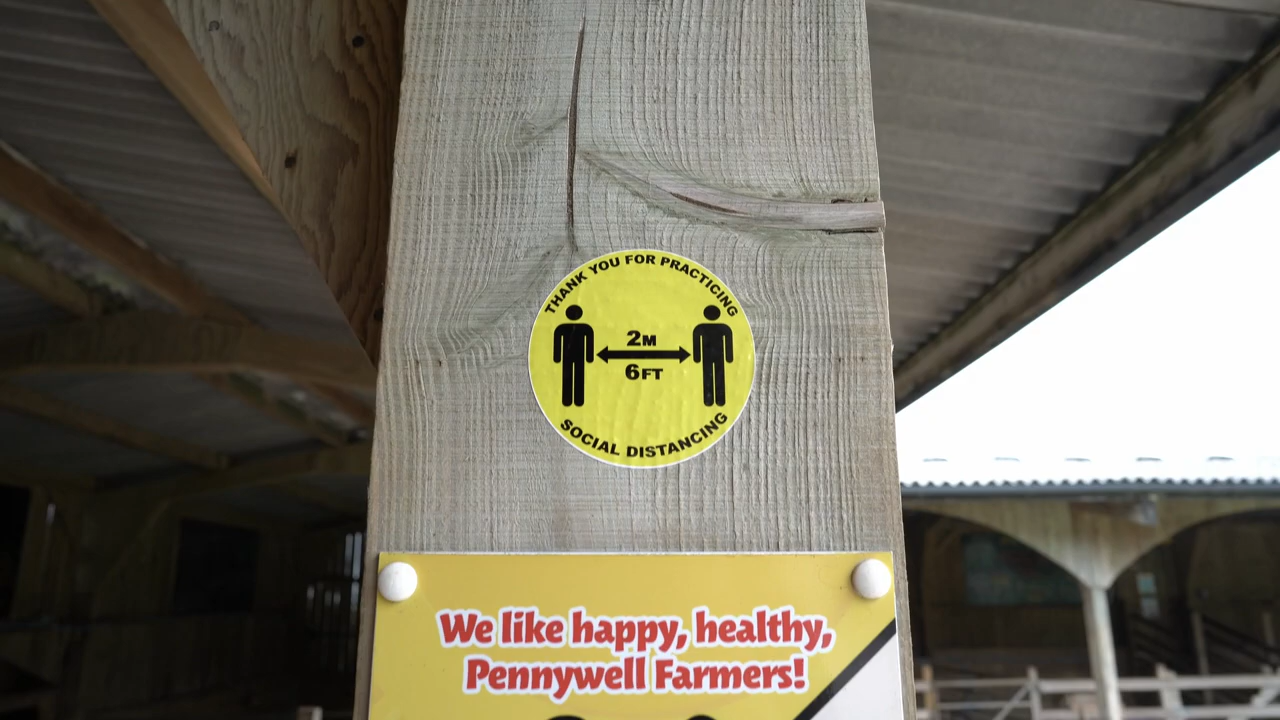 THANK YOU FOR PRACTICING
2M
6FT
SOCIAL DISTANCING
We like happy, healthy,
Pennywell Farmers!